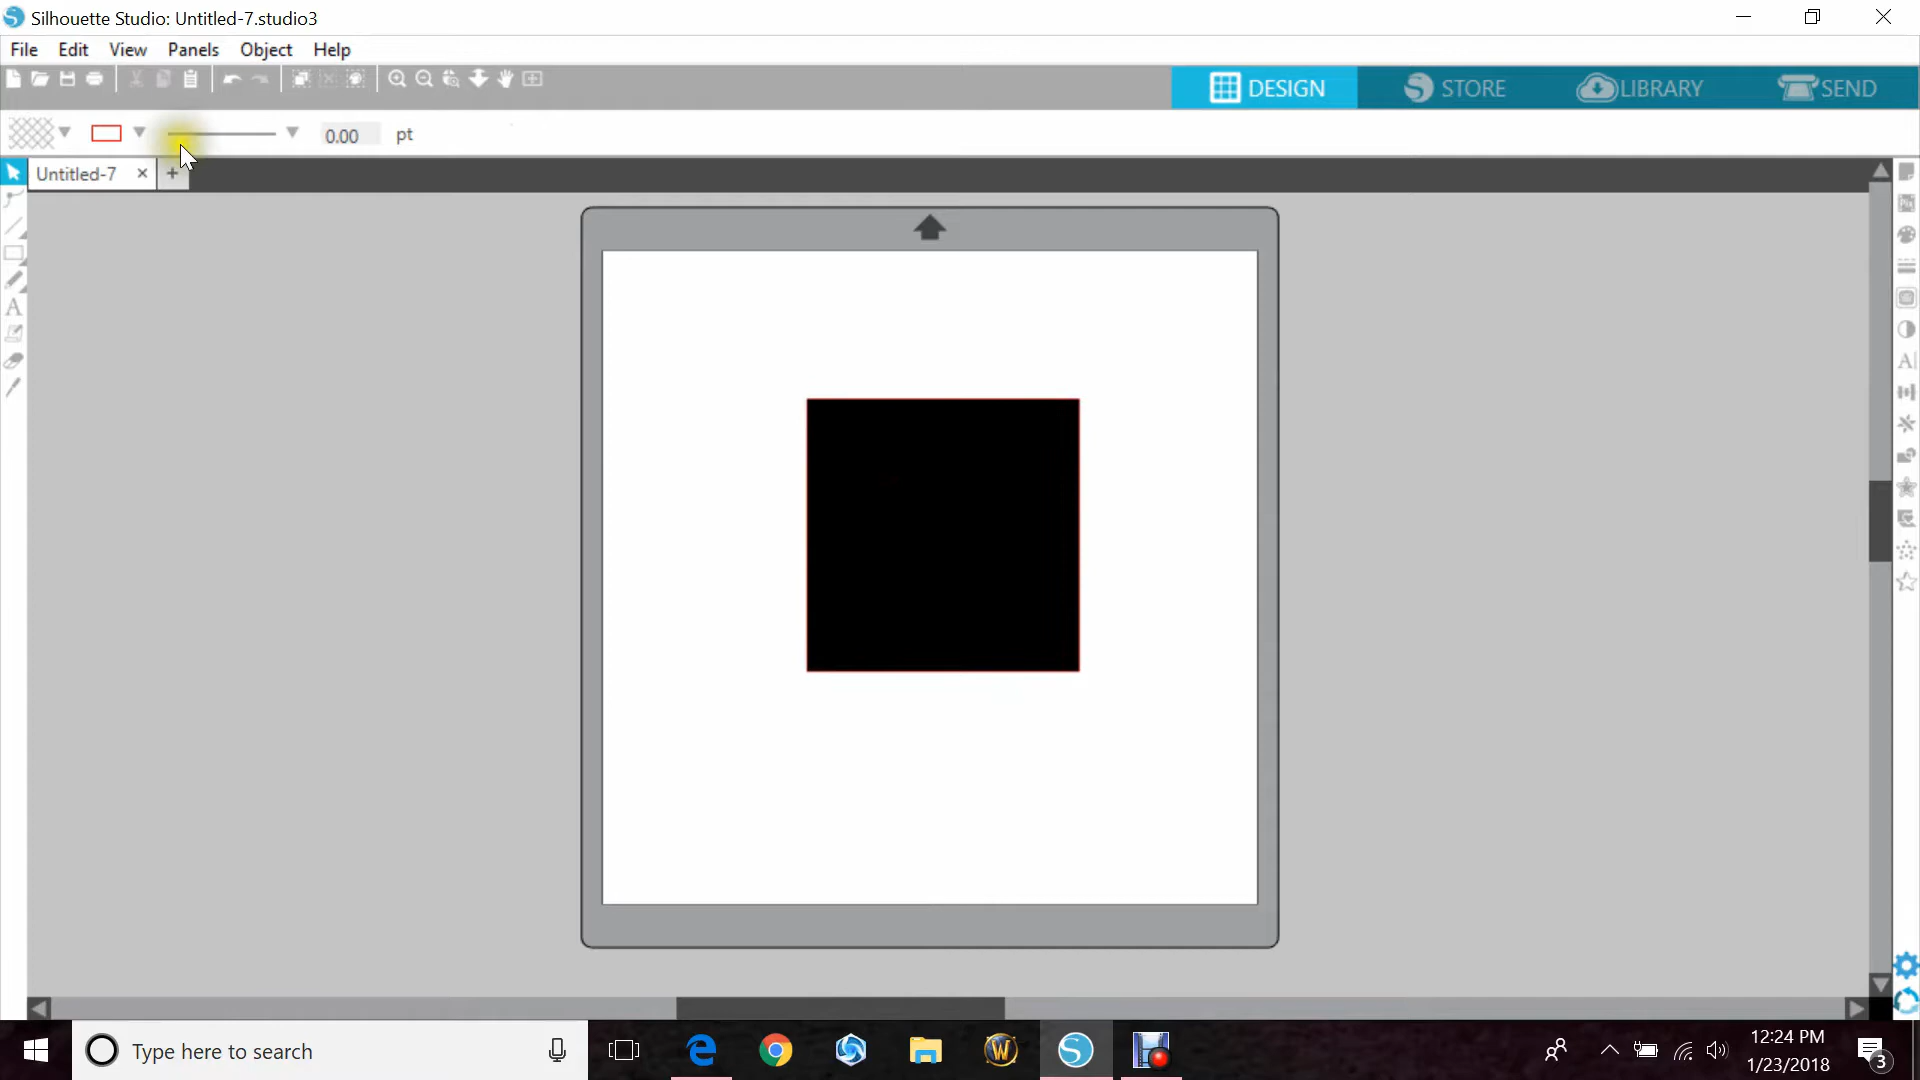 Silhouette Studio: Untitled-7.studio3
File Edit View Panels Object Help
DESIGN STORE LIBRARY SEND
0.00 pt
Untitled-7
Type here to search
12:24 PM
1/23/2018
3